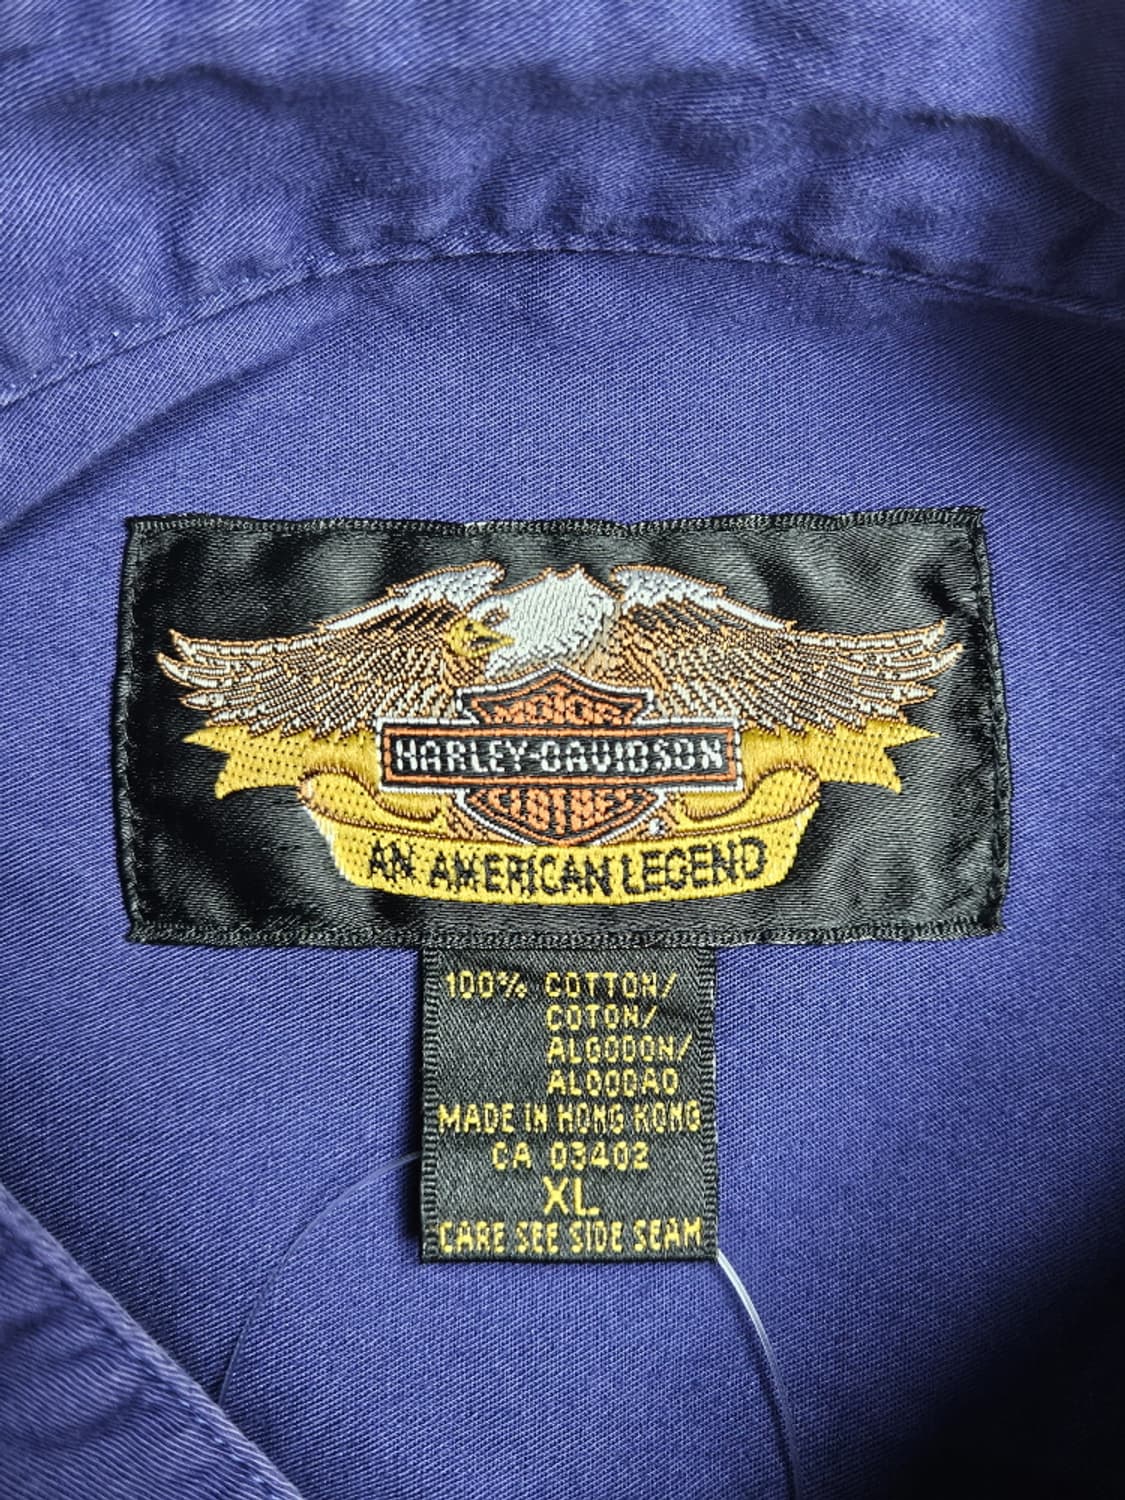 MOTOR
HARLEY-DAVIDSON
CYCLES
AN AMERICAN LEGEND
100% COTTON/
COTON/
ALGODON/
ALGODAO
MADE IN HONG KONG
CA 03402
XL
CARE SEE SIDE SEAM